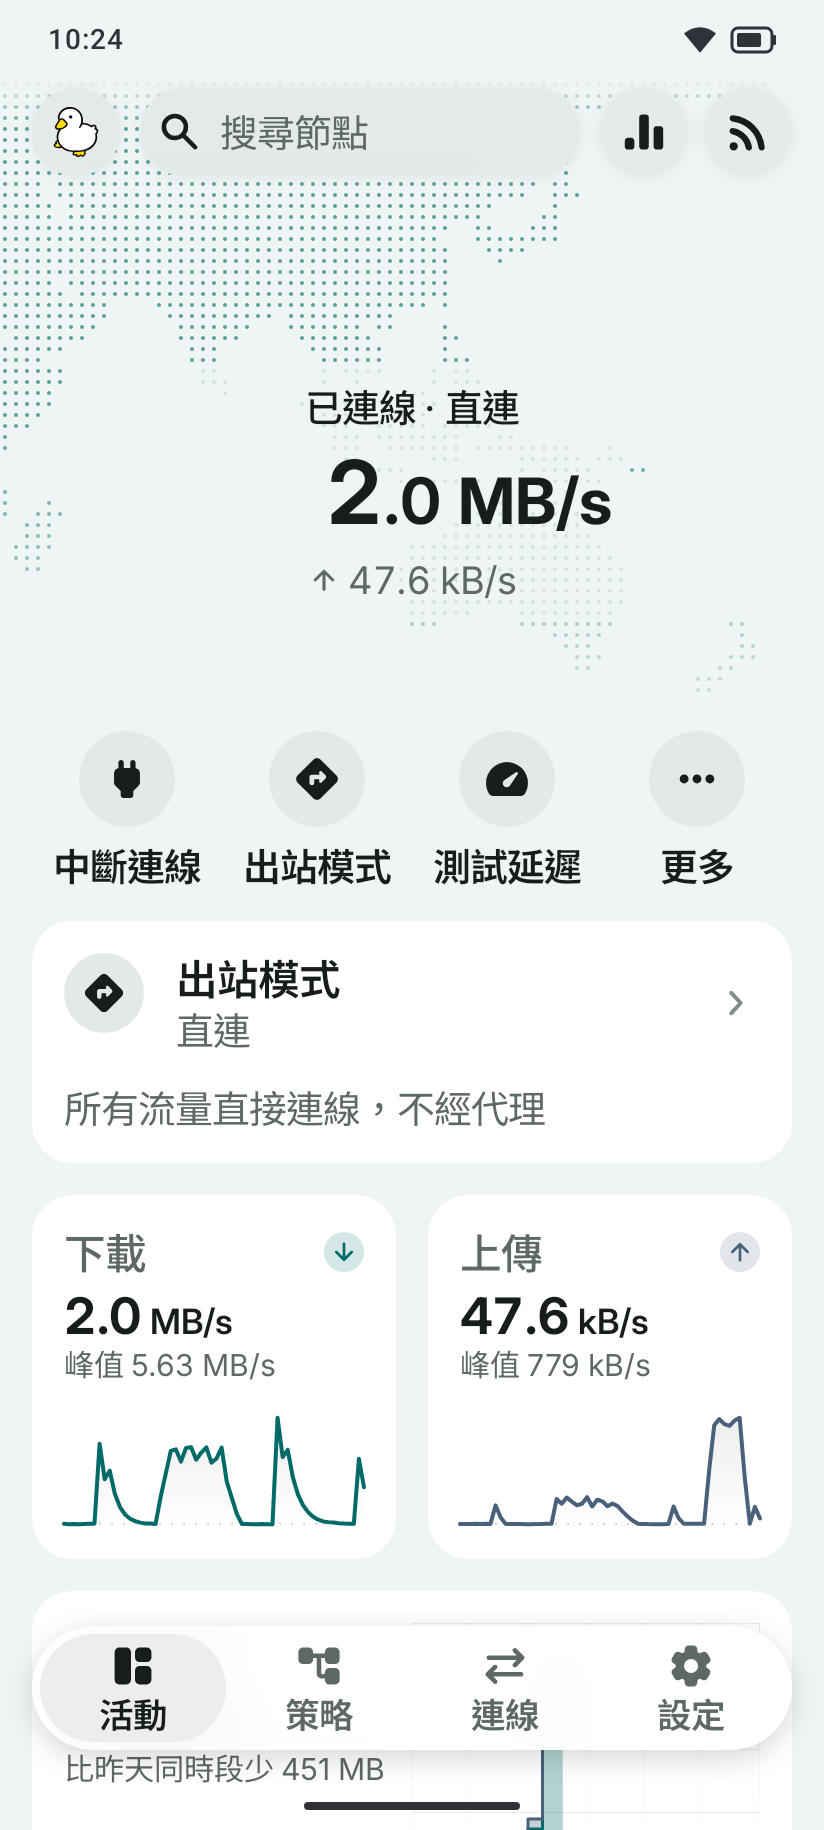 10:24
搜尋節點
已連線 · 直連
2.0 MB/s
↑ 47.6 kB/s
中斷連線
出站模式
測試延遲
更多
出站模式
直連
所有流量直接連線，不經代理
下載
2.0 MB/s
峰值 5.63 MB/s
上傳
47.6 kB/s
峰值 779 kB/s
活動
策略
連線
設定
比昨天同時段少 451 MB